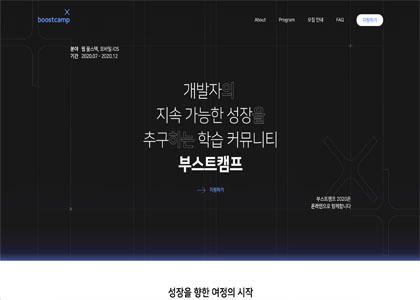 boostcamp
About Program 모집 안내 FAQ 지원하기
분야 웹 풀스택, 모바일 iOS
기간 2020.07 - 2020.12
개발자의
지속 가능한 성장을
추구하는 학습 커뮤니티
부스트캠프
지원하기
부스트캠프 2020은
온라인으로 함께합니다
성장을 향한 여정의 시작